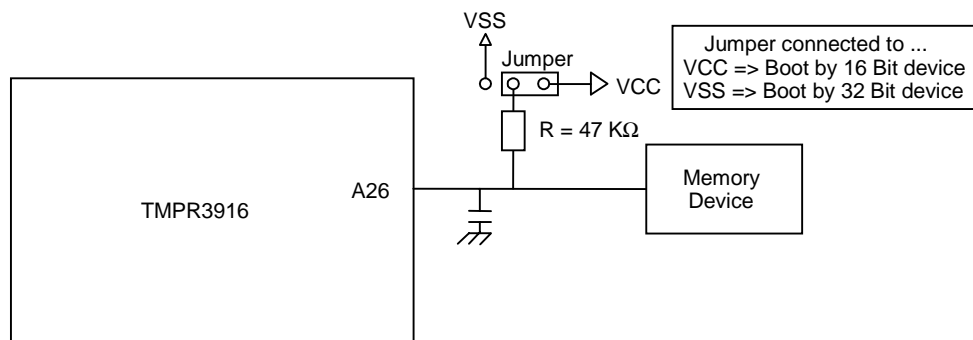 VSS
Jumper
VCC
Jumper connected to ...
VCC => Boot by 16 Bit device
VSS => Boot by 32 Bit device
R = 47 KΩ
A26
TMPR3916
Memory
Device